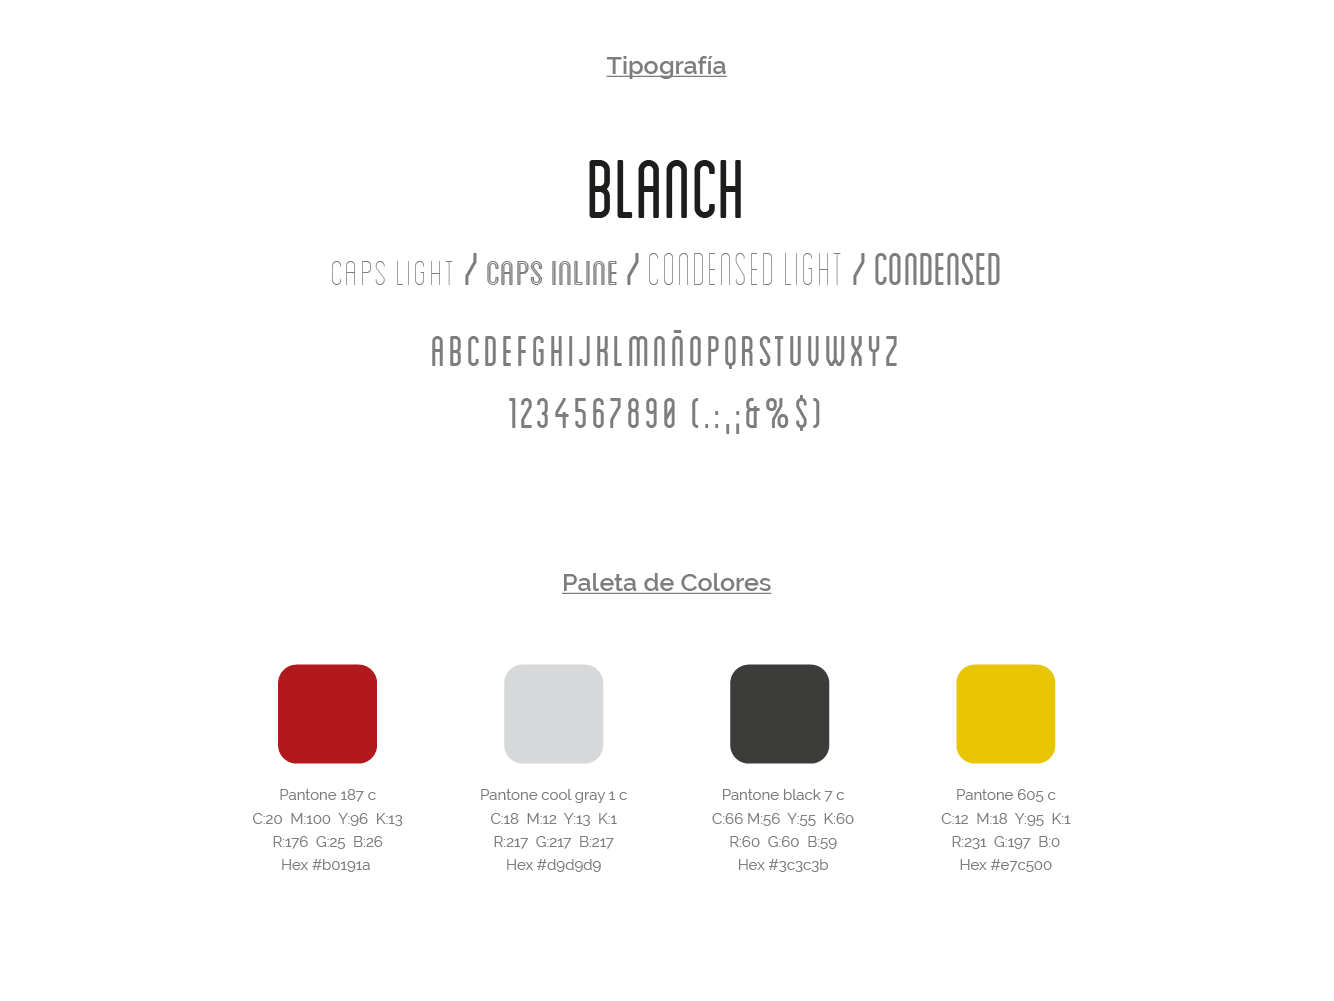 Tipografía
BLANCH
CAPS LIGHT / CAPS INLINE / CONDENSED LIGHT / CONDENSED
ABCDEFGHIJKLMNÑOPQRSTUVWXYZ
1234567890 (.:,;&%$)
Paleta de Colores
Pantone 187 c Pantone cool gray 1 c Pantone black 7 c Pantone 605 c
C:20 M:100 Y:96 K:13 C:18 M:12 Y:13 K:1 C:66 M:56 Y:55 K:60 C:12 M:18 Y:95 K:1
R:176 G:25 B:26 R:217 G:217 B:217 R:60 G:60 B:59 R:231 G:197 B:0
Hex #b0191a Hex #d9d9d9 Hex #3c3c3b Hex #e7c500